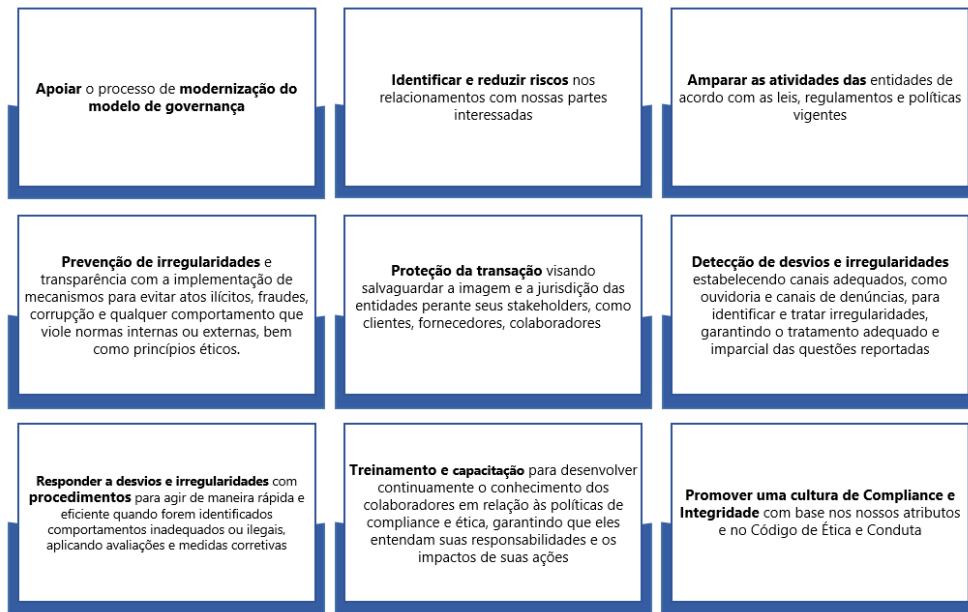 Apoiar o processo de modernização do
modelo de governança
Identificar e reduzir riscos nos
relacionamentos com nossas partes
interessadas
Amparar as atividades das entidades de
acordo com as leis, regulamentos e políticas
vigentes
Prevenção de irregularidades e
transparência com a implementação de
mecanismos para evitar atos ilícitos, fraudes,
corrupção e qualquer comportamento que
viole normas internas ou externas, bem
como princípios éticos.
Proteção da transação visando
salvaguardar a imagem e a jurisdição das
entidades perante seus stakeholders, como
clientes, fornecedores, colaboradores
Detecção de desvios e irregularidades
estabelecendo canais adequados, como
ouvidoria e canais de denúncias, para
identificar e tratar irregularidades,
garantindo o tratamento adequado e
imparcial das questões reportadas
Responder a desvios e irregularidades com
procedimentos para agir de maneira rápida e
eficiente quando forem identificados
comportamentos inadequados ou ilegais,
aplicando avaliações e medidas corretivas
Treinamento e capacitação para desenvolver
continuamente o conhecimento dos
colaboradores em relação às políticas de
compliance e ética, garantindo que eles
entendam suas responsabilidades e os
impactos de suas ações
Promover uma cultura de Compliance e
Integridade com base nos nossos atributos
e no Código de Ética e Conduta